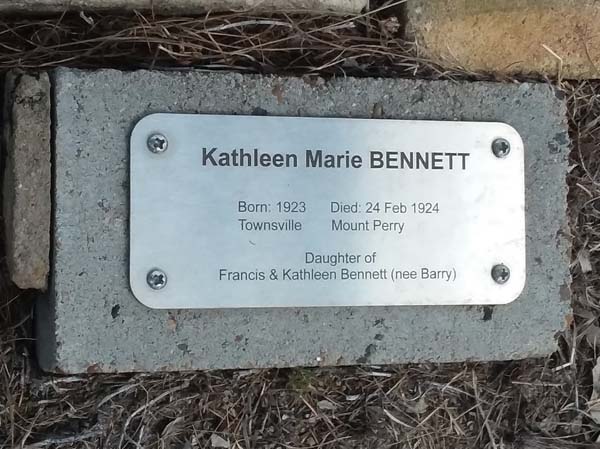 Kathleen Marie BENNETT
Born: 1923 Died: 24 Feb 1924
Townsville Mount Perry
Daughter of
Francis & Kathleen Bennett (nee Barry)